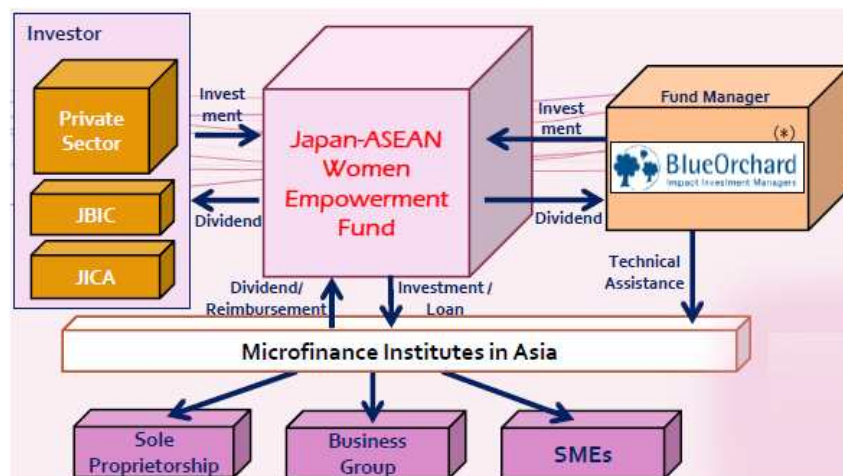 Investor
Private
Sector
JBIC
JICA
Invest
ment
Dividend
Japan-ASEAN
Women
Empowerment
Fund
Invest
ment
Dividend
Fund Manager
(*)
BlueOrchard
Impact Investment Managers
Technical
Assistance
Dividend/
Reimbursement
Investment /
Loan
Microfinance Institutes in Asia
Sole
Proprietorship
Business
Group
SMEs